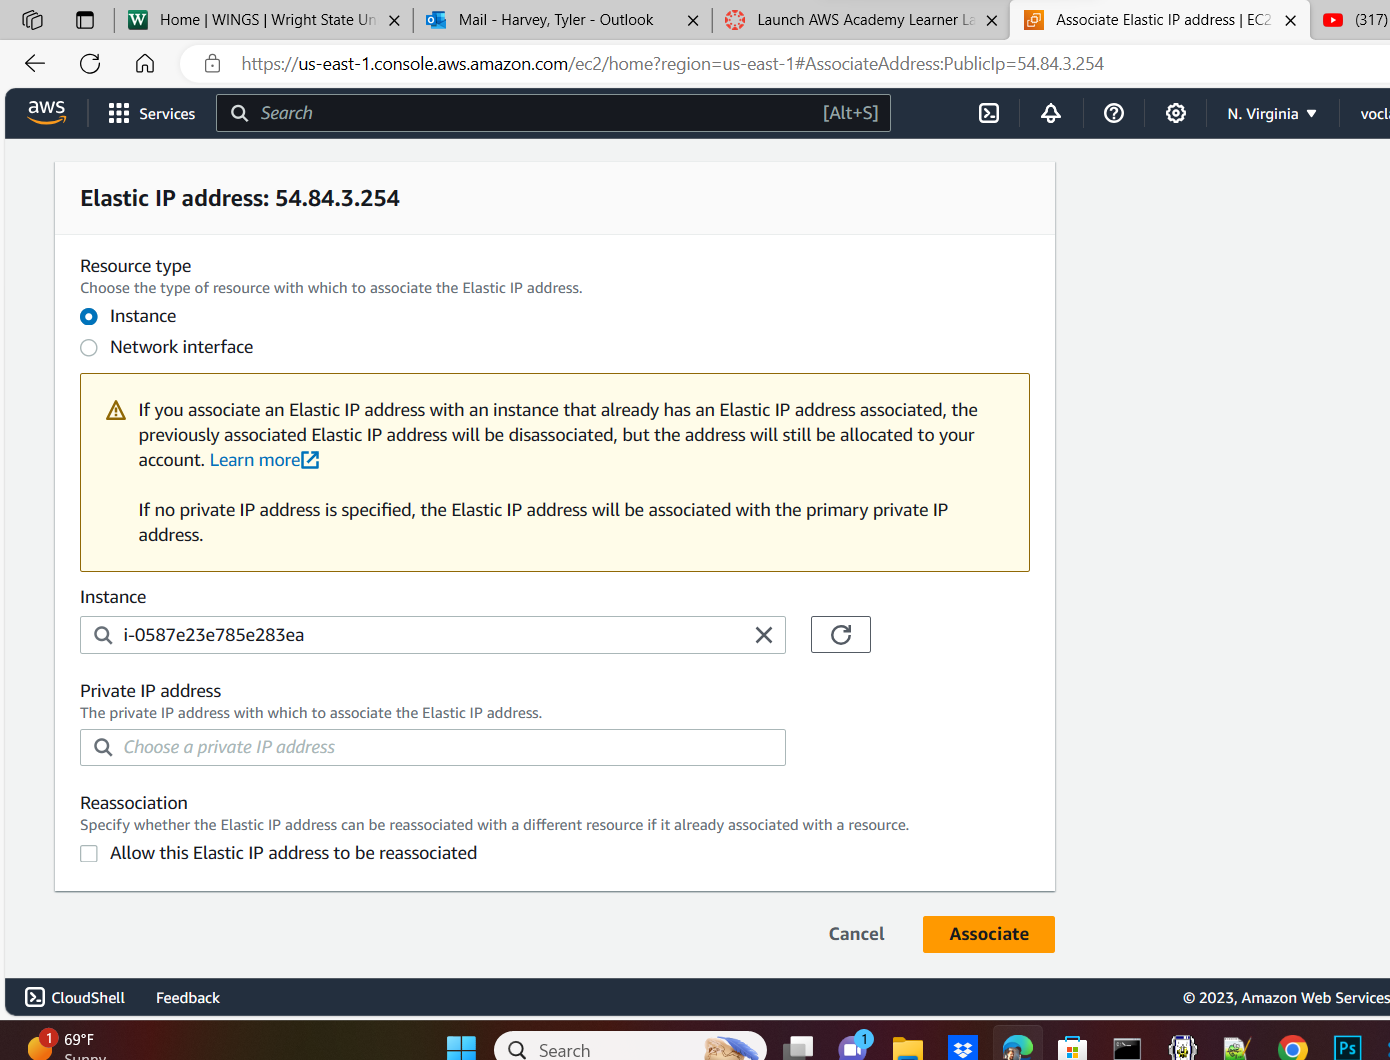 Home | WINGS | Wright State Un
Mail - Harvey, Tyler - Outlook
Launch AWS Academy Learner La
Associate Elastic IP address | EC2
(317)
https://us-east-1.console.aws.amazon.com/ec2/home?region=us-east-1#AssociateAddress:PublicIp=54.84.3.254
aws
Services
Search
[Alt+S]
N. Virginia
vocla
Elastic IP address: 54.84.3.254
Resource type
Choose the type of resource with which to associate the Elastic IP address.
Instance
Network interface
If you associate an Elastic IP address with an instance that already has an Elastic IP address associated, the
previously associated Elastic IP address will be disassociated, but the address will still be allocated to your
account. Learn more
If no private IP address is specified, the Elastic IP address will be associated with the primary private IP
address.
Instance
i-0587e23e785e283ea
Private IP address
The private IP address with which to associate the Elastic IP address.
Choose a private IP address
Reassociation
Specify whether the Elastic IP address can be reassociated with a different resource if it already associated with a resource.
Allow this Elastic IP address to be reassociated
Cancel
Associate
CloudShell
Feedback
© 2023, Amazon Web Services
1
69°F
Sunny
Search
1
Ps